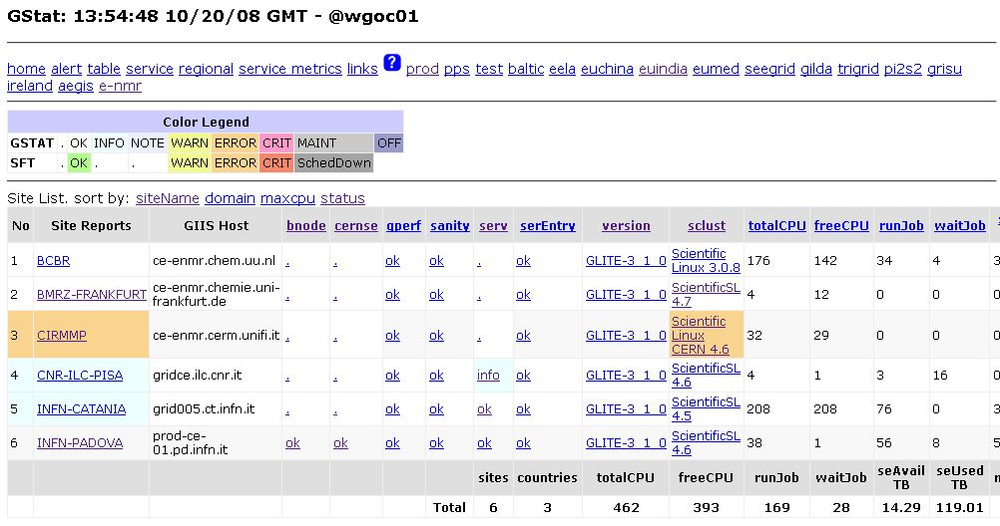 GStat: 13:54:48 10/20/08 GMT - @wgoc01
home alert table service regional service metrics links ? prod pps test baltic eela euchina euindia eumed seegrid gilda trigrid pi2s2 grisu
ireland aegis e-nmr
Color Legend
GSTAT . OK INFO NOTE WARN ERROR CRIT MAINT OFF
SFT . OK . . WARN ERROR CRIT SchedDown
Site List. sort by: siteName domain maxcpu status
No Site Reports GIIS Host bnode cernse gperf sanity serv serEntry version sclust totalCPU freeCPU runJob waitJob
1 BCBR ce-enmr.chem.uu.nl . . ok ok . ok GLITE-3_1_0 Scientific Linux 3.0.8 176 142 34 4 3
2 BMRZ-FRANKFURT ce-enmr.chemie.uni-frankfurt.de . . ok ok . ok GLITE-3_1_0 ScientificSL 4.7 4 12 0 0 0
3 CIRMMP ce-enmr.cerm.unifi.it . . ok ok . ok GLITE-3_1_0 Scientific Linux CERN 4.6 32 29 0 0 0
4 CNR-ILC-PISA gridce.ilc.cnr.it . . ok ok info ok GLITE-3_1_0 ScientificSL 4.6 4 1 3 16 0
5 INFN-CATANIA grid005.ct.infn.it . . ok ok ok ok GLITE-3_1_0 ScientificSL 4.5 208 208 76 0 3
6 INFN-PADOVA prod-ce-01.pd.infn.it ok ok ok ok ok ok GLITE-3_1_0 ScientificSL 4.6 38 1 56 8 5
sites countries totalCPU freeCPU runJob waitJob seAvail TB seUsed TB
Total 6 3 462 393 169 28 14.29 119.01